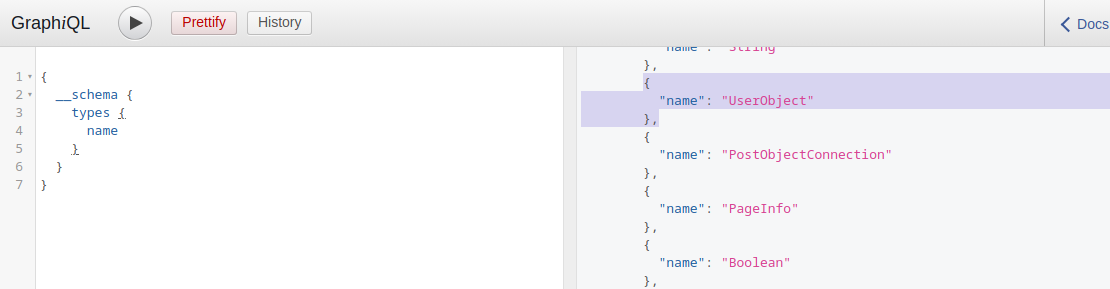 GraphiQL
Prettify
History
Docs
1 {
2 __schema {
3 types {
4 name
5 }
6 }
7 }
"name": "String
},
{
"name": "UserObject"
},
{
"name": "PostObjectConnection"
},
{
"name": "PageInfo"
},
{
"name": "Boolean"
},